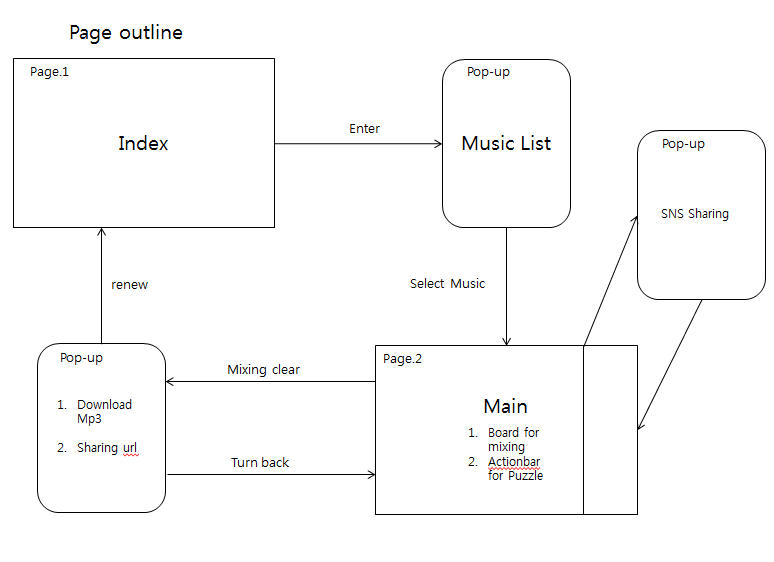 Page outline
Page.1
Index
Enter
Pop-up
Music List
Pop-up
SNS Sharing
renew
Select Music
Pop-up
1. Download
Mp3
2. Sharing url
Mixing clear
Turn back
Page.2
Main
1. Board for
mixing
2. Actionbar
for Puzzle